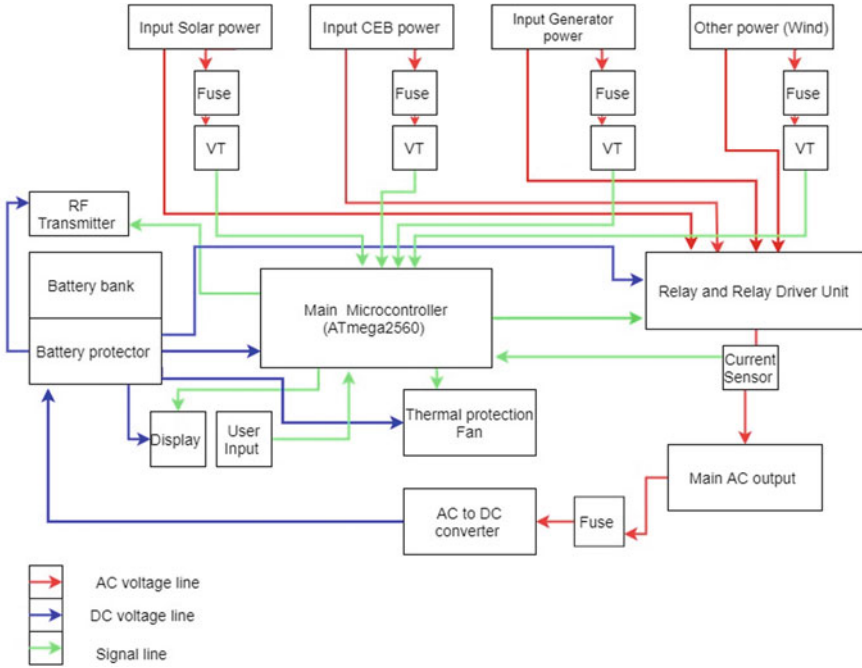 Input Solar power
Input CEB power
Input Generator
power
Other power (Wind)
Fuse
Fuse
Fuse
Fuse
VT
VT
VT
VT
RF
Transmitter
Battery bank
Battery protector
Main Microcontroller
(ATmega2560)
Relay and Relay Driver Unit
Current
Sensor
Display
User
Input
Thermal protection
Fan
Main AC output
AC to DC
converter
Fuse
AC voltage line
DC voltage line
Signal line